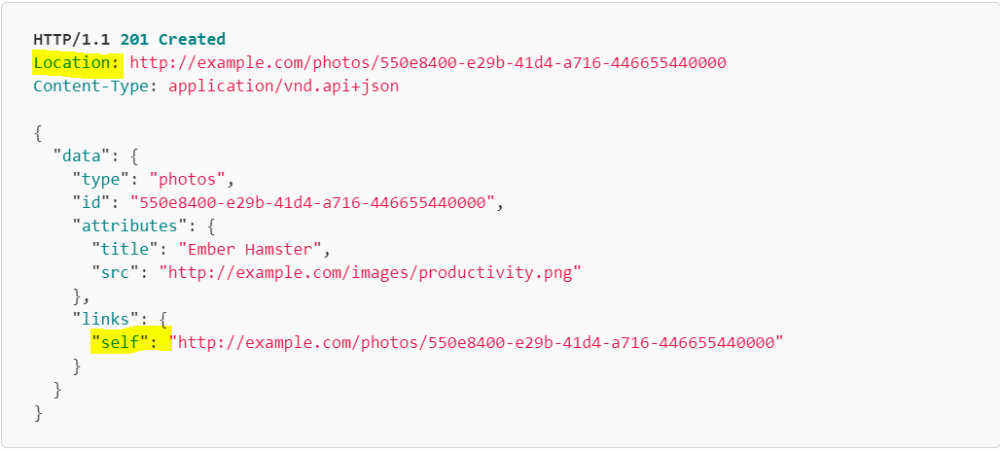 HTTP/1.1 201 Created
Location: http://example.com/photos/550e8400-e29b-41d4-a716-446655440000
Content-Type: application/vnd.api+json
{
"data": {
"type": "photos",
"id": "550e8400-e29b-41d4-a716-446655440000",
"attributes": {
"title": "Ember Hamster",
"src": "http://example.com/images/productivity.png"
},
"links": {
"self": "http://example.com/photos/550e8400-e29b-41d4-a716-446655440000"
}
}
}